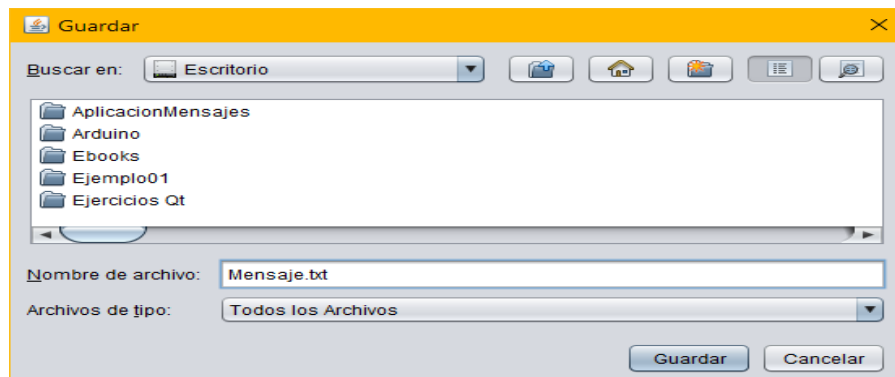 Guardar
Buscar en: Escritorio
AplicacionMensajes
Arduino
Ebooks
Ejemplo01
Ejercicios Qt
Nombre de archivo: Mensaje.txt
Archivos de tipo: Todos los Archivos
Guardar Cancelar